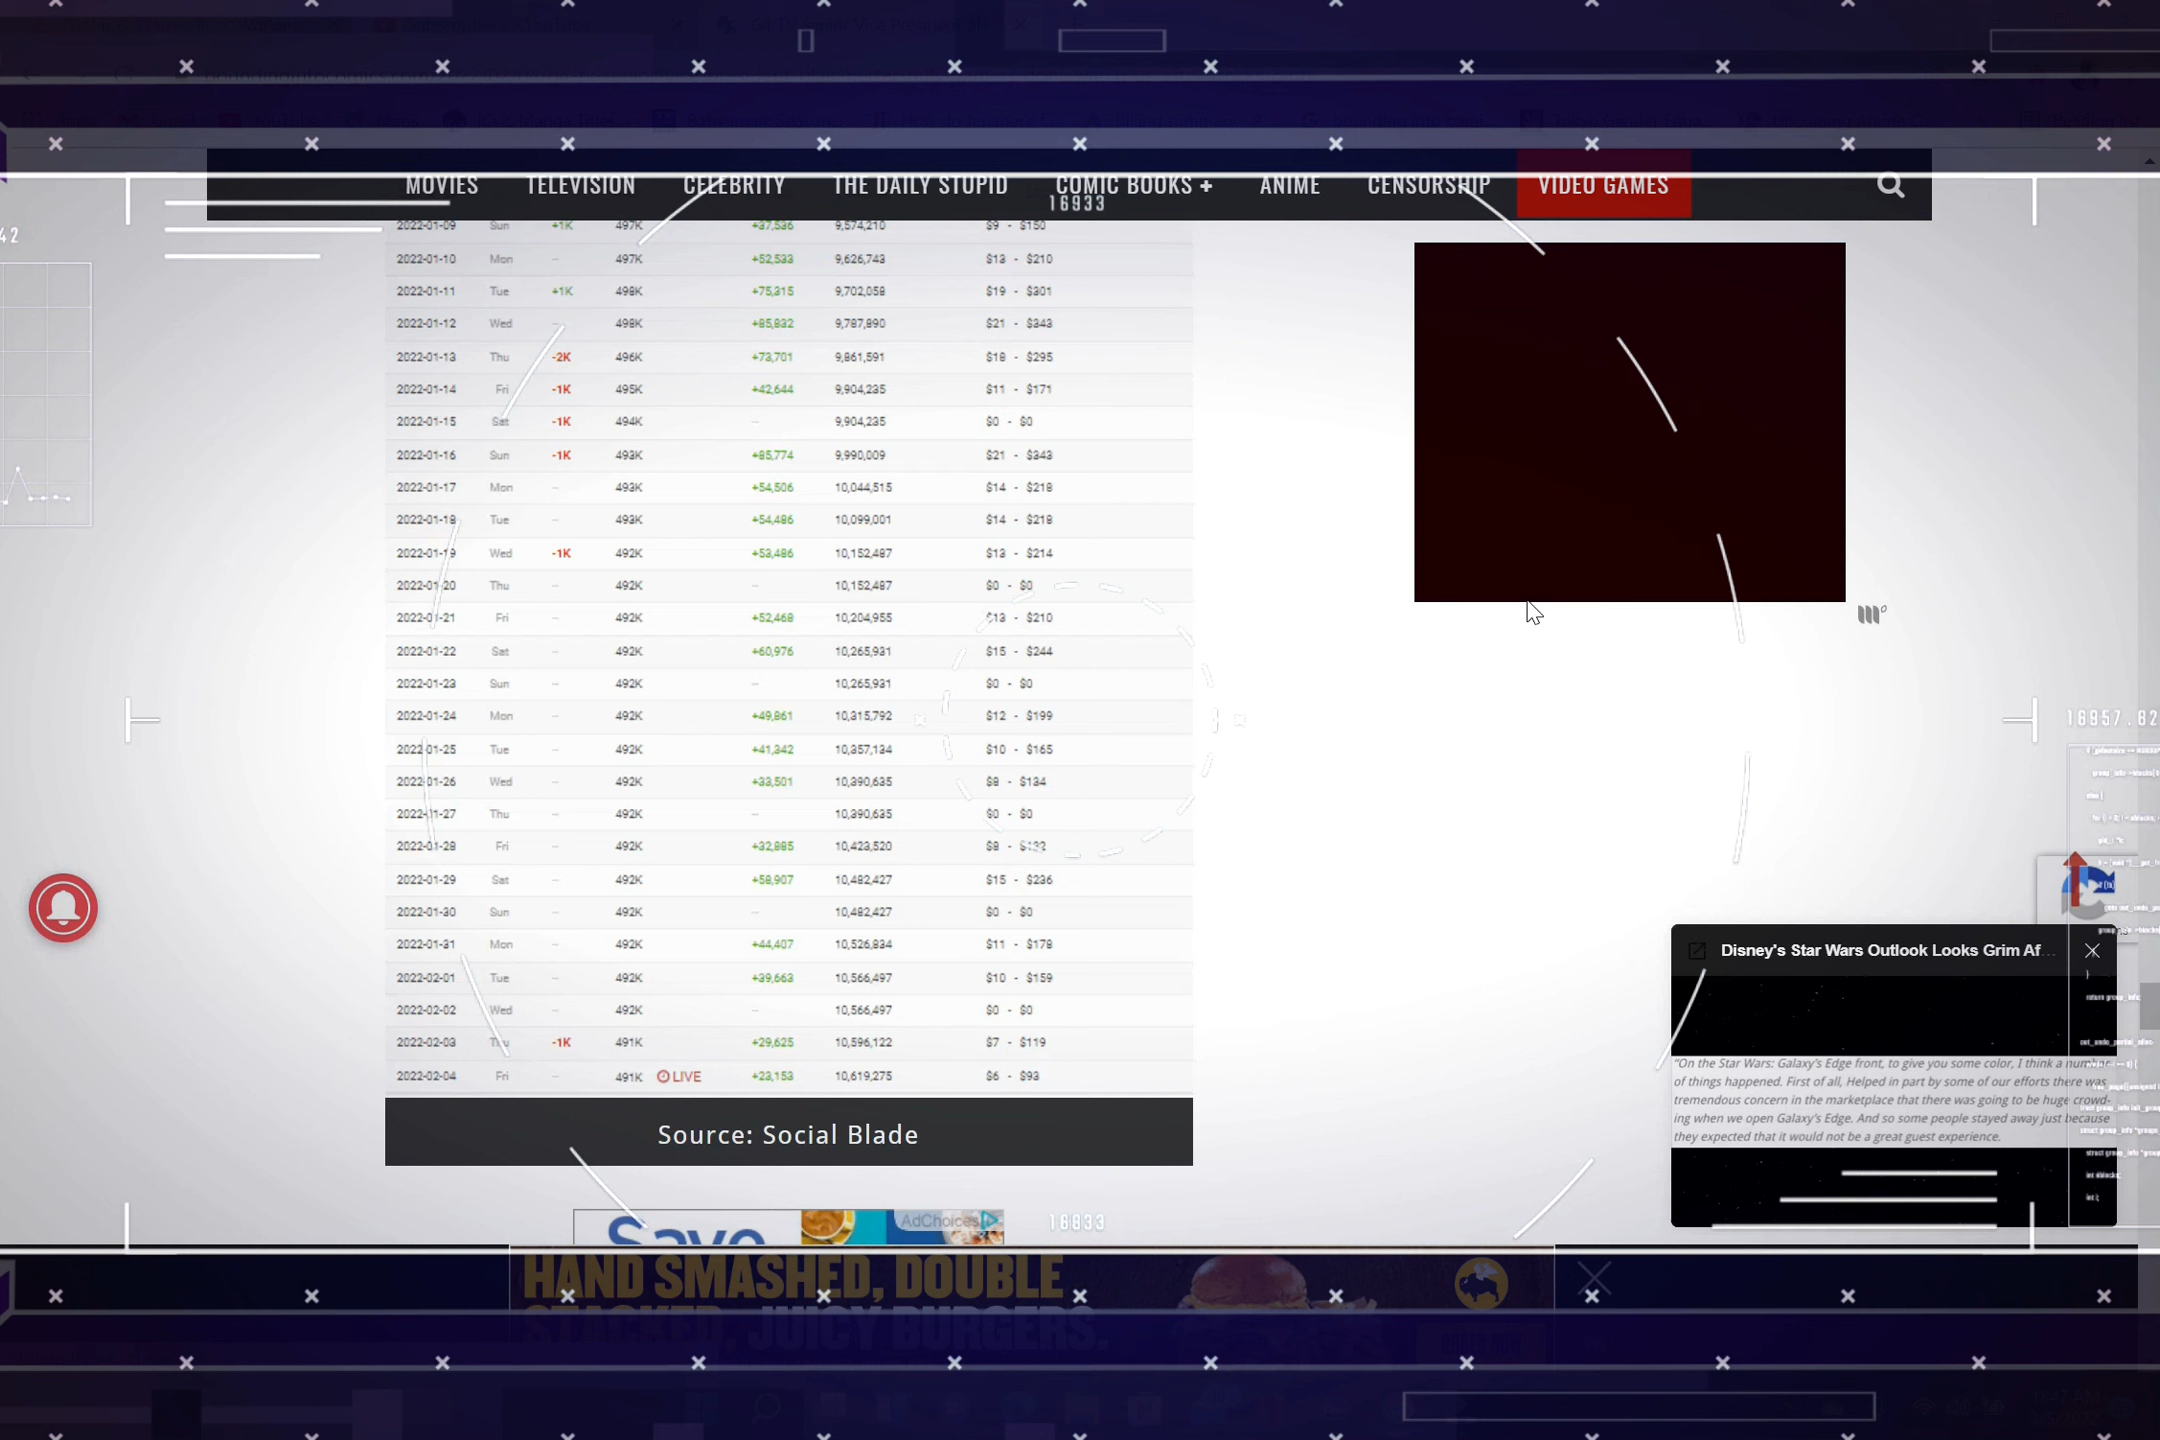 MOVIES TELEVISION CELEBRITY THE DAILY STUPID COMIC BOOKS + ANIME CENSORSHIP VIDEO GAMES
16933
42
2022-01-09 Sun +1K 497K +37,536 9,574,210 $9 - $150
2022-01-10 Mon -- 497K +52,533 9,626,743 $13 - $210
2022-01-11 Tue +1K 498K +75,315 9,702,058 $19 - $301
2022-01-12 Wed -- 498K +85,832 9,787,890 $21 - $343
2022-01-13 Thu -2K 496K +73,701 9,861,591 $18 - $295
2022-01-14 Fri -1K 495K +42,644 9,904,235 $11 - $171
2022-01-15 Sat -1K 494K -- 9,904,235 $0 - $0
2022-01-16 Sun -1K 493K +85,774 9,990,009 $21 - $343
2022-01-17 Mon -- 493K +54,506 10,044,515 $14 - $218
2022-01-18 Tue -- 493K +54,486 10,099,001 $14 - $218
2022-01-19 Wed -1K 492K +53,486 10,152,487 $13 - $214
2022-01-20 Thu -- 492K -- 10,152,487 $0 - $0
2022-01-21 Fri -- 492K +52,468 10,204,955 $13 - $210
2022-01-22 Sat -- 492K +60,976 10,265,931 $15 - $244
2022-01-23 Sun -- 492K -- 10,265,931 $0 - $0
2022-01-24 Mon -- 492K +49,861 10,315,792 $12 - $199
2022-01-25 Tue -- 492K +41,342 10,357,134 $10 - $165
2022-01-26 Wed -- 492K +33,501 10,390,635 $8 - $134
2022-01-27 Thu -- 492K -- 10,390,635 $0 - $0
2022-01-28 Fri -- 492K +32,885 10,423,520 $8 - $132
2022-01-29 Sat -- 492K +58,907 10,482,427 $15 - $236
2022-01-30 Sun -- 492K -- 10,482,427 $0 - $0
2022-01-31 Mon -- 492K +44,407 10,526,834 $11 - $178
2022-02-01 Tue -- 492K +39,663 10,566,497 $10 - $159
2022-02-02 Wed -- 492K -- 10,566,497 $0 - $0
2022-02-03 Thu -1K 491K +29,625 10,596,122 $7 - $119
2022-02-04 Fri -- 491K LIVE +23,153 10,619,275 $6 - $93
Source: Social Blade
16957.82
Disney's Star Wars Outlook Looks Grim Af...
"On the Star Wars: Galaxy's Edge front, to give you some color, I think a number
of things happened. First of all, Helped in part by some of our efforts there was
tremendous concern in the marketplace that there was going to be huge crowd-
ing when we open Galaxy's Edge. And so some people stayed away just because
they expected that it would not be a great guest experience.
Save
AdChoices
16833
HAND SMASHED, DOUBLE
STACKED, JUICY BURGERS.